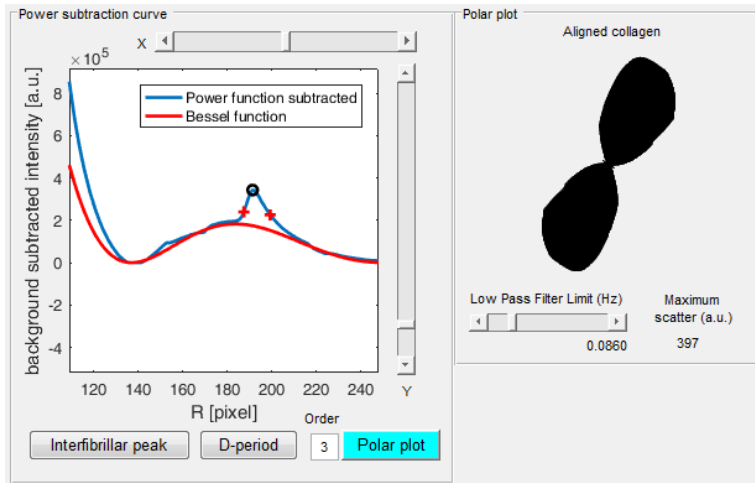 Power subtraction curve
X
×10⁵
background subtracted intensity [a.u.]
8
6
4
2
0
-2
-4
Power function subtracted
Bessel function
120 140 160 180 200 220 240
R [pixel]
Y
Interfibrillar peak
D-period
Order
3
Polar plot
Polar plot
Aligned collagen
Low Pass Filter Limit (Hz)
0.0860
Maximum
scatter (a.u.)
397